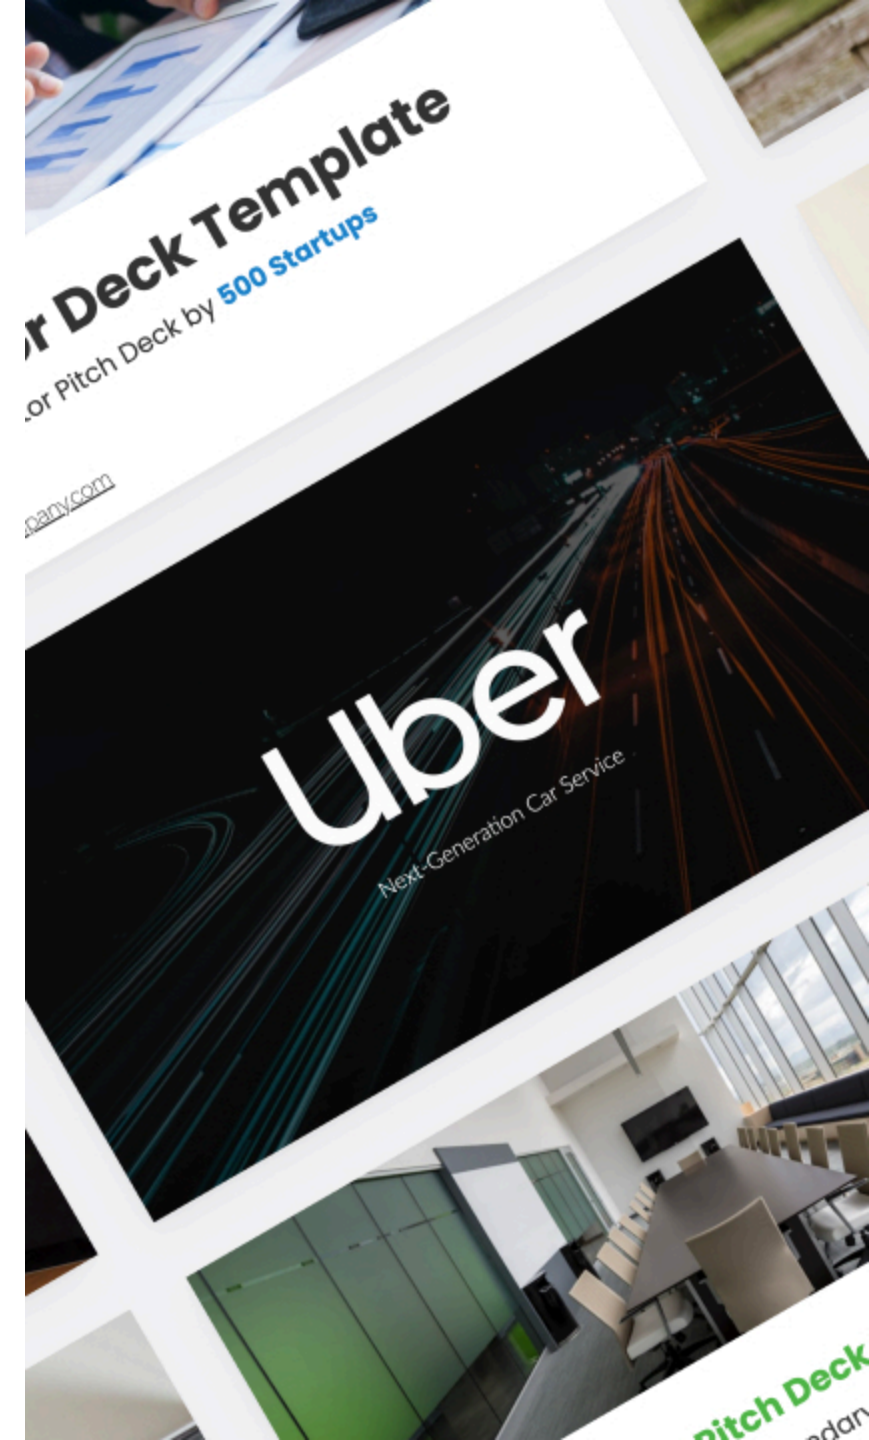 Deck Template
Pitch Deck by 500 Startups
Uber
Next-Generation Car Service
Pitch Deck